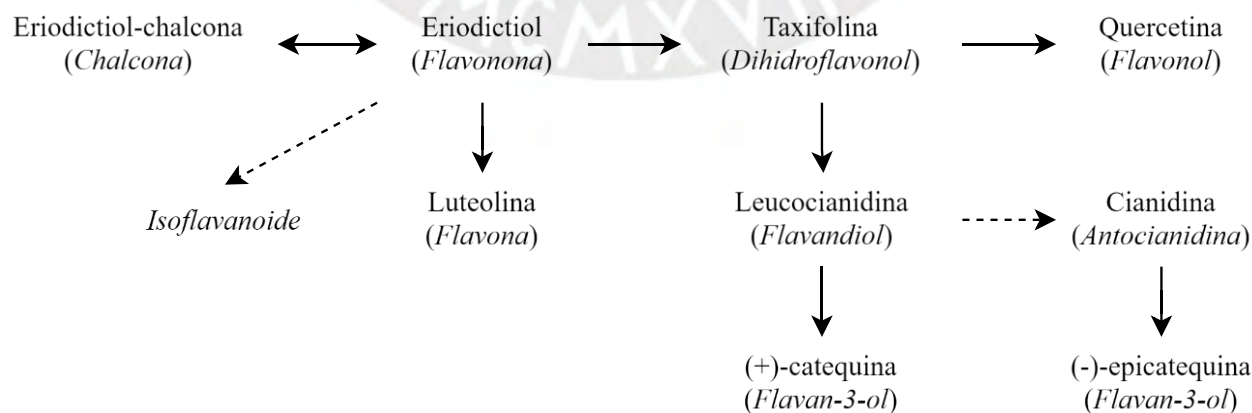 MCMXVII
Eriodictiol-chalcona
(Chalcona)
Eriodictiol
(Flavonona)
Taxifolina
(Dihidroflavonol)
Quercetina
(Flavonol)
Isoflavanoide
Luteolina
(Flavona)
Leucocianidina
(Flavandiol)
Cianidina
(Antocianidina)
(+)-catequina
(Flavan-3-ol)
(-)-epicatequina
(Flavan-3-ol)